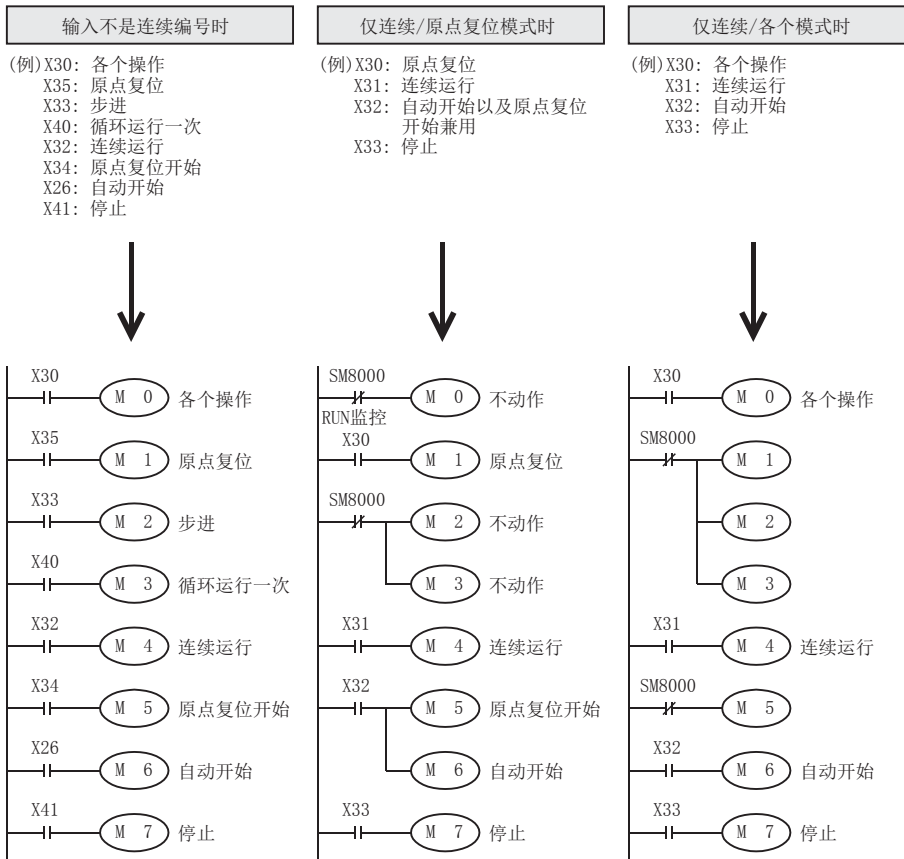 输入不是连续编号时
(例)X30: 各个操作
X35: 原点复位
X33: 步进
X40: 循环运行一次
X32: 连续运行
X34: 原点复位开始
X26: 自动开始
X41: 停止
X30
M 0 各个操作
X35
M 1 原点复位
X33
M 2 步进
X40
M 3 循环运行一次
X32
M 4 连续运行
X34
M 5 原点复位开始
X26
M 6 自动开始
X41
M 7 停止
仅连续/原点复位模式时
(例)X30: 原点复位
X31: 连续运行
X32: 自动开始以及原点复位
开始兼用
X33: 停止
SM8000
M 0 不动作
RUN监控
X30
M 1 原点复位
SM8000
M 2 不动作
M 3 不动作
X31
M 4 连续运行
X32
M 5 原点复位开始
M 6 自动开始
X33
M 7 停止
仅连续/各个模式时
(例)X30: 各个操作
X31: 连续运行
X32: 自动开始
X33: 停止
X30
M 0 各个操作
SM8000
M 1
M 2
M 3
X31
M 4 连续运行
SM8000
M 5
X32
M 6 自动开始
X33
M 7 停止